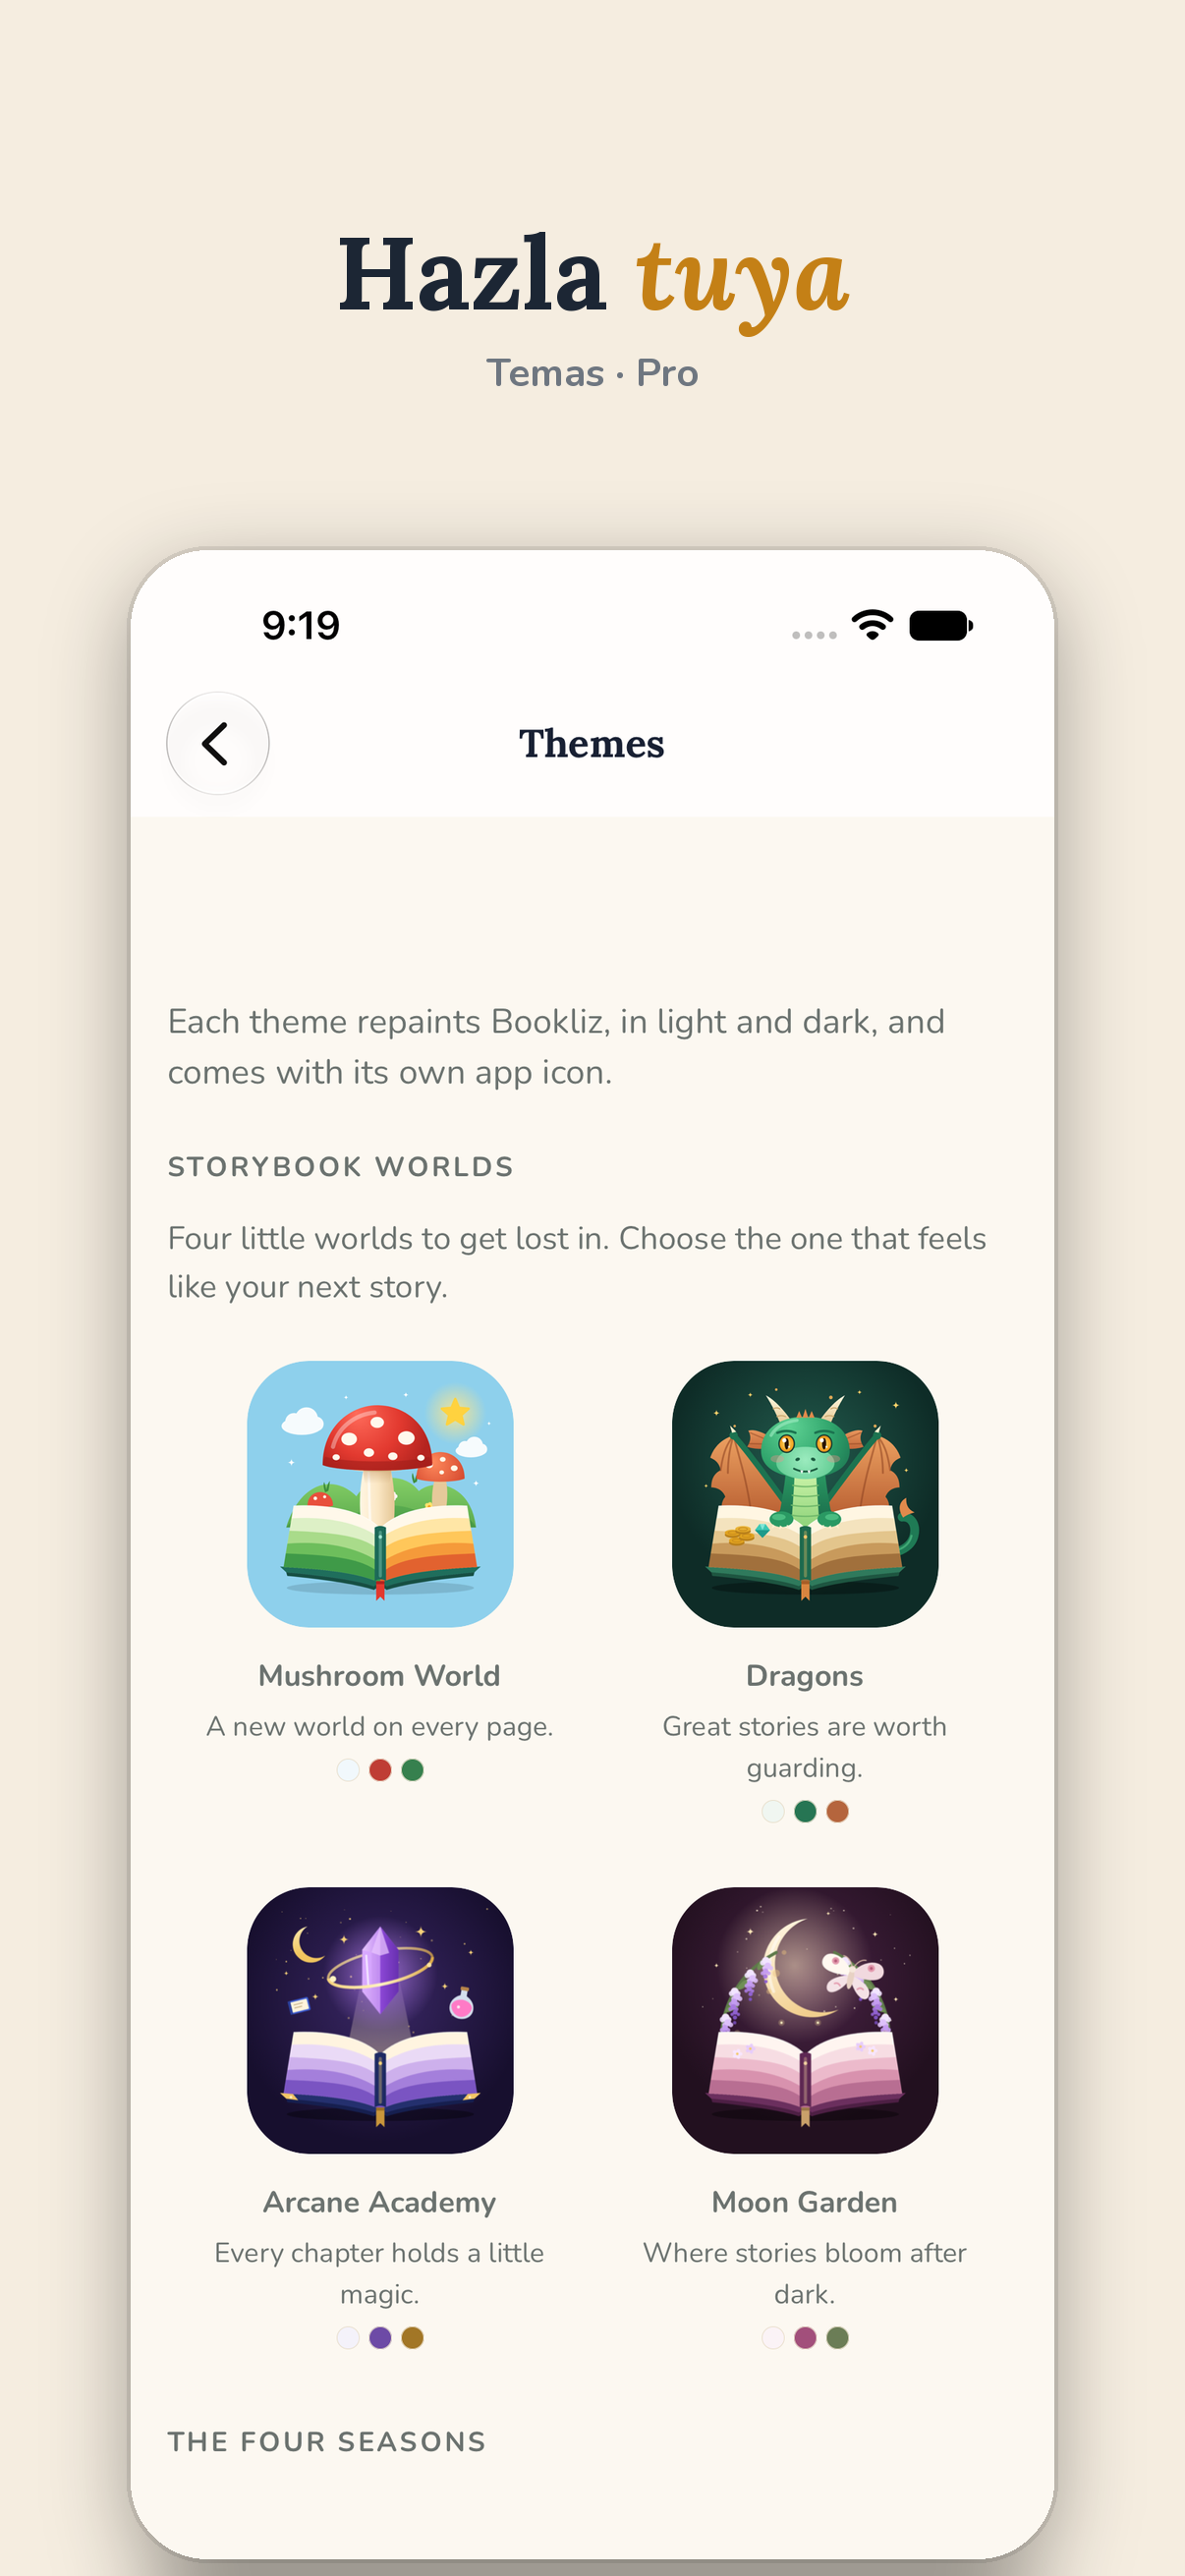 Hazla tuya
Temas · Pro
9:19
Themes
Each theme repaints Bookliz, in light and dark, and
comes with its own app icon.
STORYBOOK WORLDS
Four little worlds to get lost in. Choose the one that feels
like your next story.
Mushroom World
A new world on every page.
Dragons
Great stories are worth
guarding.
Arcane Academy
Every chapter holds a little
magic.
Moon Garden
Where stories bloom after
dark.
THE FOUR SEASONS